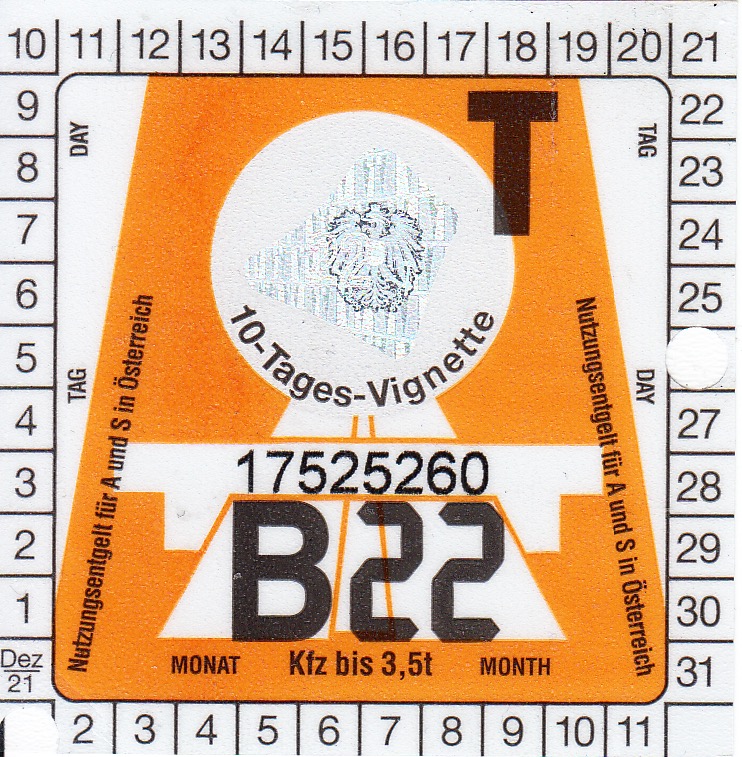 10 11 12 13 14 15 16 17 18 19 20 21
9 22
8 23
7 24
6 25
5
4 27
3 28
2 29
1 30
Dez
21
31
2 3 4 5 6 7 8 9 10 11
DAY
TAG
T
10-Tages-Vignette
TAG
DAY
Nutzungsentgelt für A und S in Österreich
Nutzungsentgelt für A und S in Österreich
17525260
B22
MONAT Kfz bis 3,5t MONTH